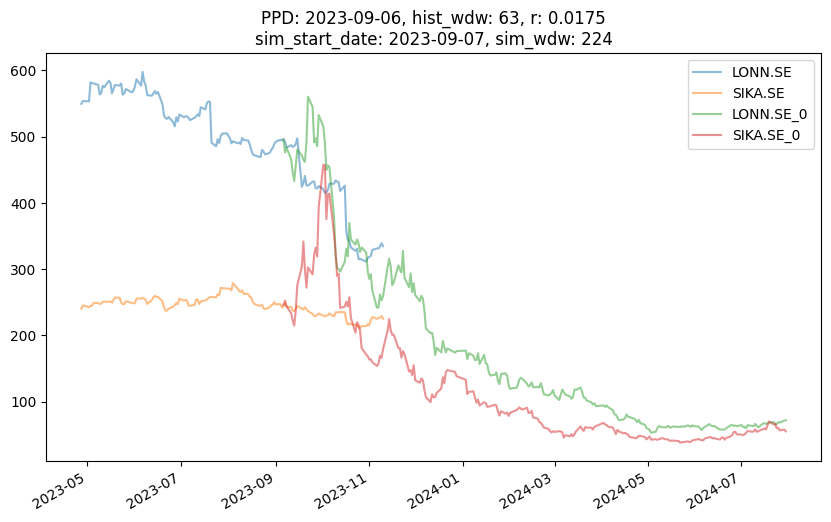 PPD: 2023-09-06, hist_wdw: 63, r: 0.0175
sim_start_date: 2023-09-07, sim_wdw: 224
LONN.SE
SIKA.SE
LONN.SE_0
SIKA.SE_0
600
500
400
300
200
100
2023-05
2023-07
2023-09
2023-11
2024-01
2024-03
2024-05
2024-07